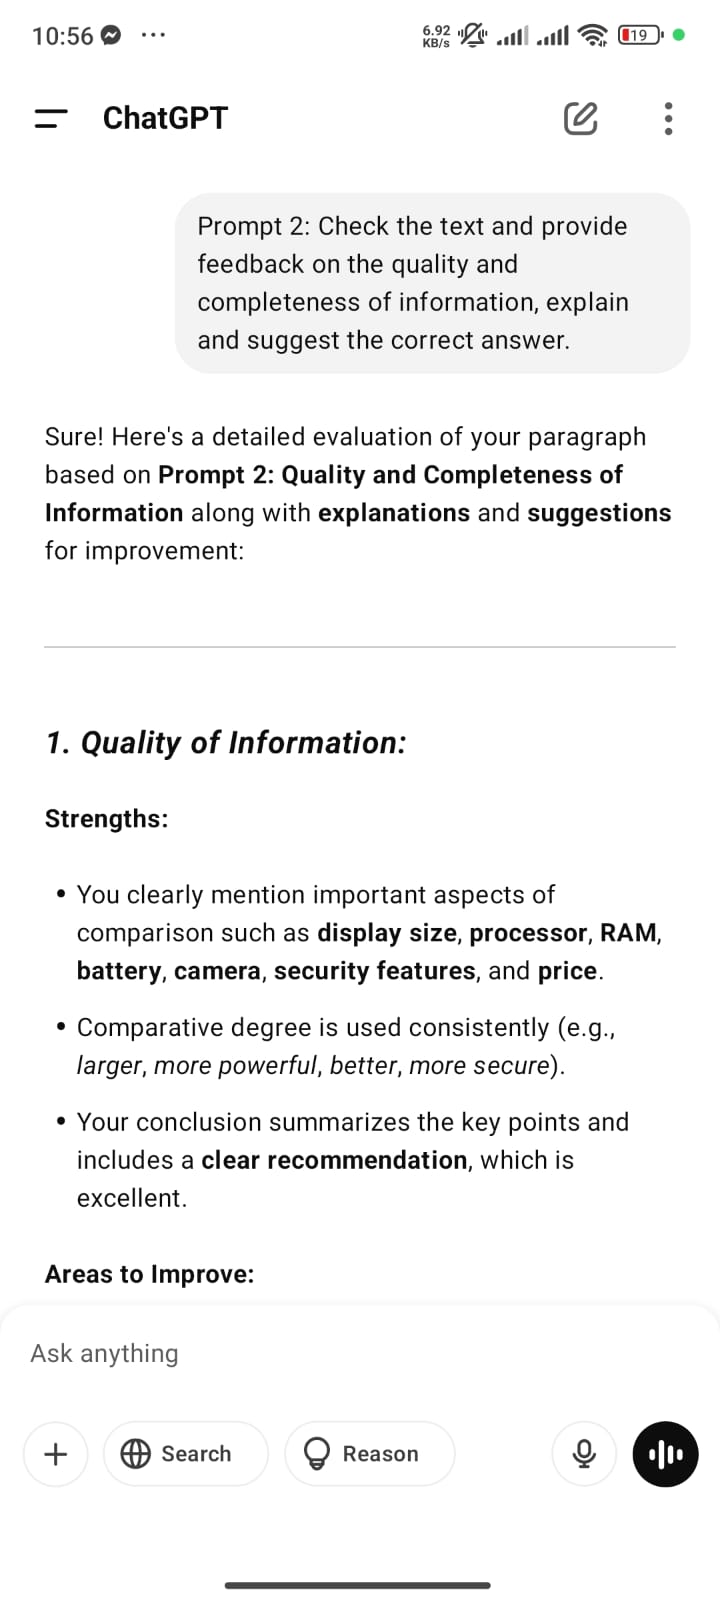 10:56 ... 6.92 KB/s 19
ChatGPT
Prompt 2: Check the text and provide
feedback on the quality and
completeness of information, explain
and suggest the correct answer.
Sure! Here's a detailed evaluation of your paragraph
based on Prompt 2: Quality and Completeness of
Information along with explanations and suggestions
for improvement:
1. Quality of Information:
Strengths:
• You clearly mention important aspects of
comparison such as display size, processor, RAM,
battery, camera, security features, and price.
• Comparative degree is used consistently (e.g.,
larger, more powerful, better, more secure).
• Your conclusion summarizes the key points and
includes a clear recommendation, which is
excellent.
Areas to Improve:
Ask anything
Search Reason